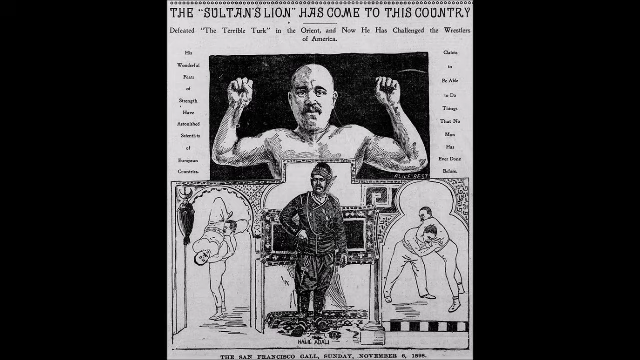 THE "SULTAN'S LION" HAS COME TO THIS COUNTRY
Defeated "The Terrible Turk" in the Orient, and Now He Has Challenged the Wrestlers
of America.
His
Wonderful
Feats
of
Strength
Have
Astonished
Scientists
of
European
Countries.
Claims
to
Be Able
to Do
Things
That No
Man
Has
Ever Done
Before.
HALIL ADALI
THE SAN FRANCISCO CALL, SUNDAY, NOVEMBER 6, 1898.